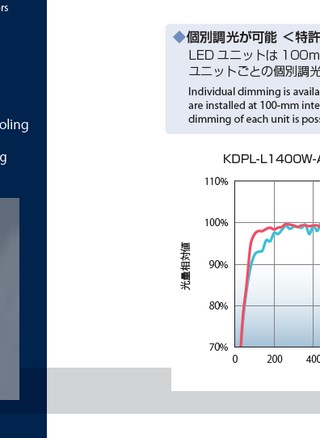 ors
oling
g
◆個別調光が可能 <特許
LED ユニットは 100m
ユニットごとの個別調光
Individual dimming is availa
are installed at 100-mm inte
dimming of each unit is poss
KDPL-L1400W-A
110%
100%
90%
80%
70%
光量相対値
0 200 400